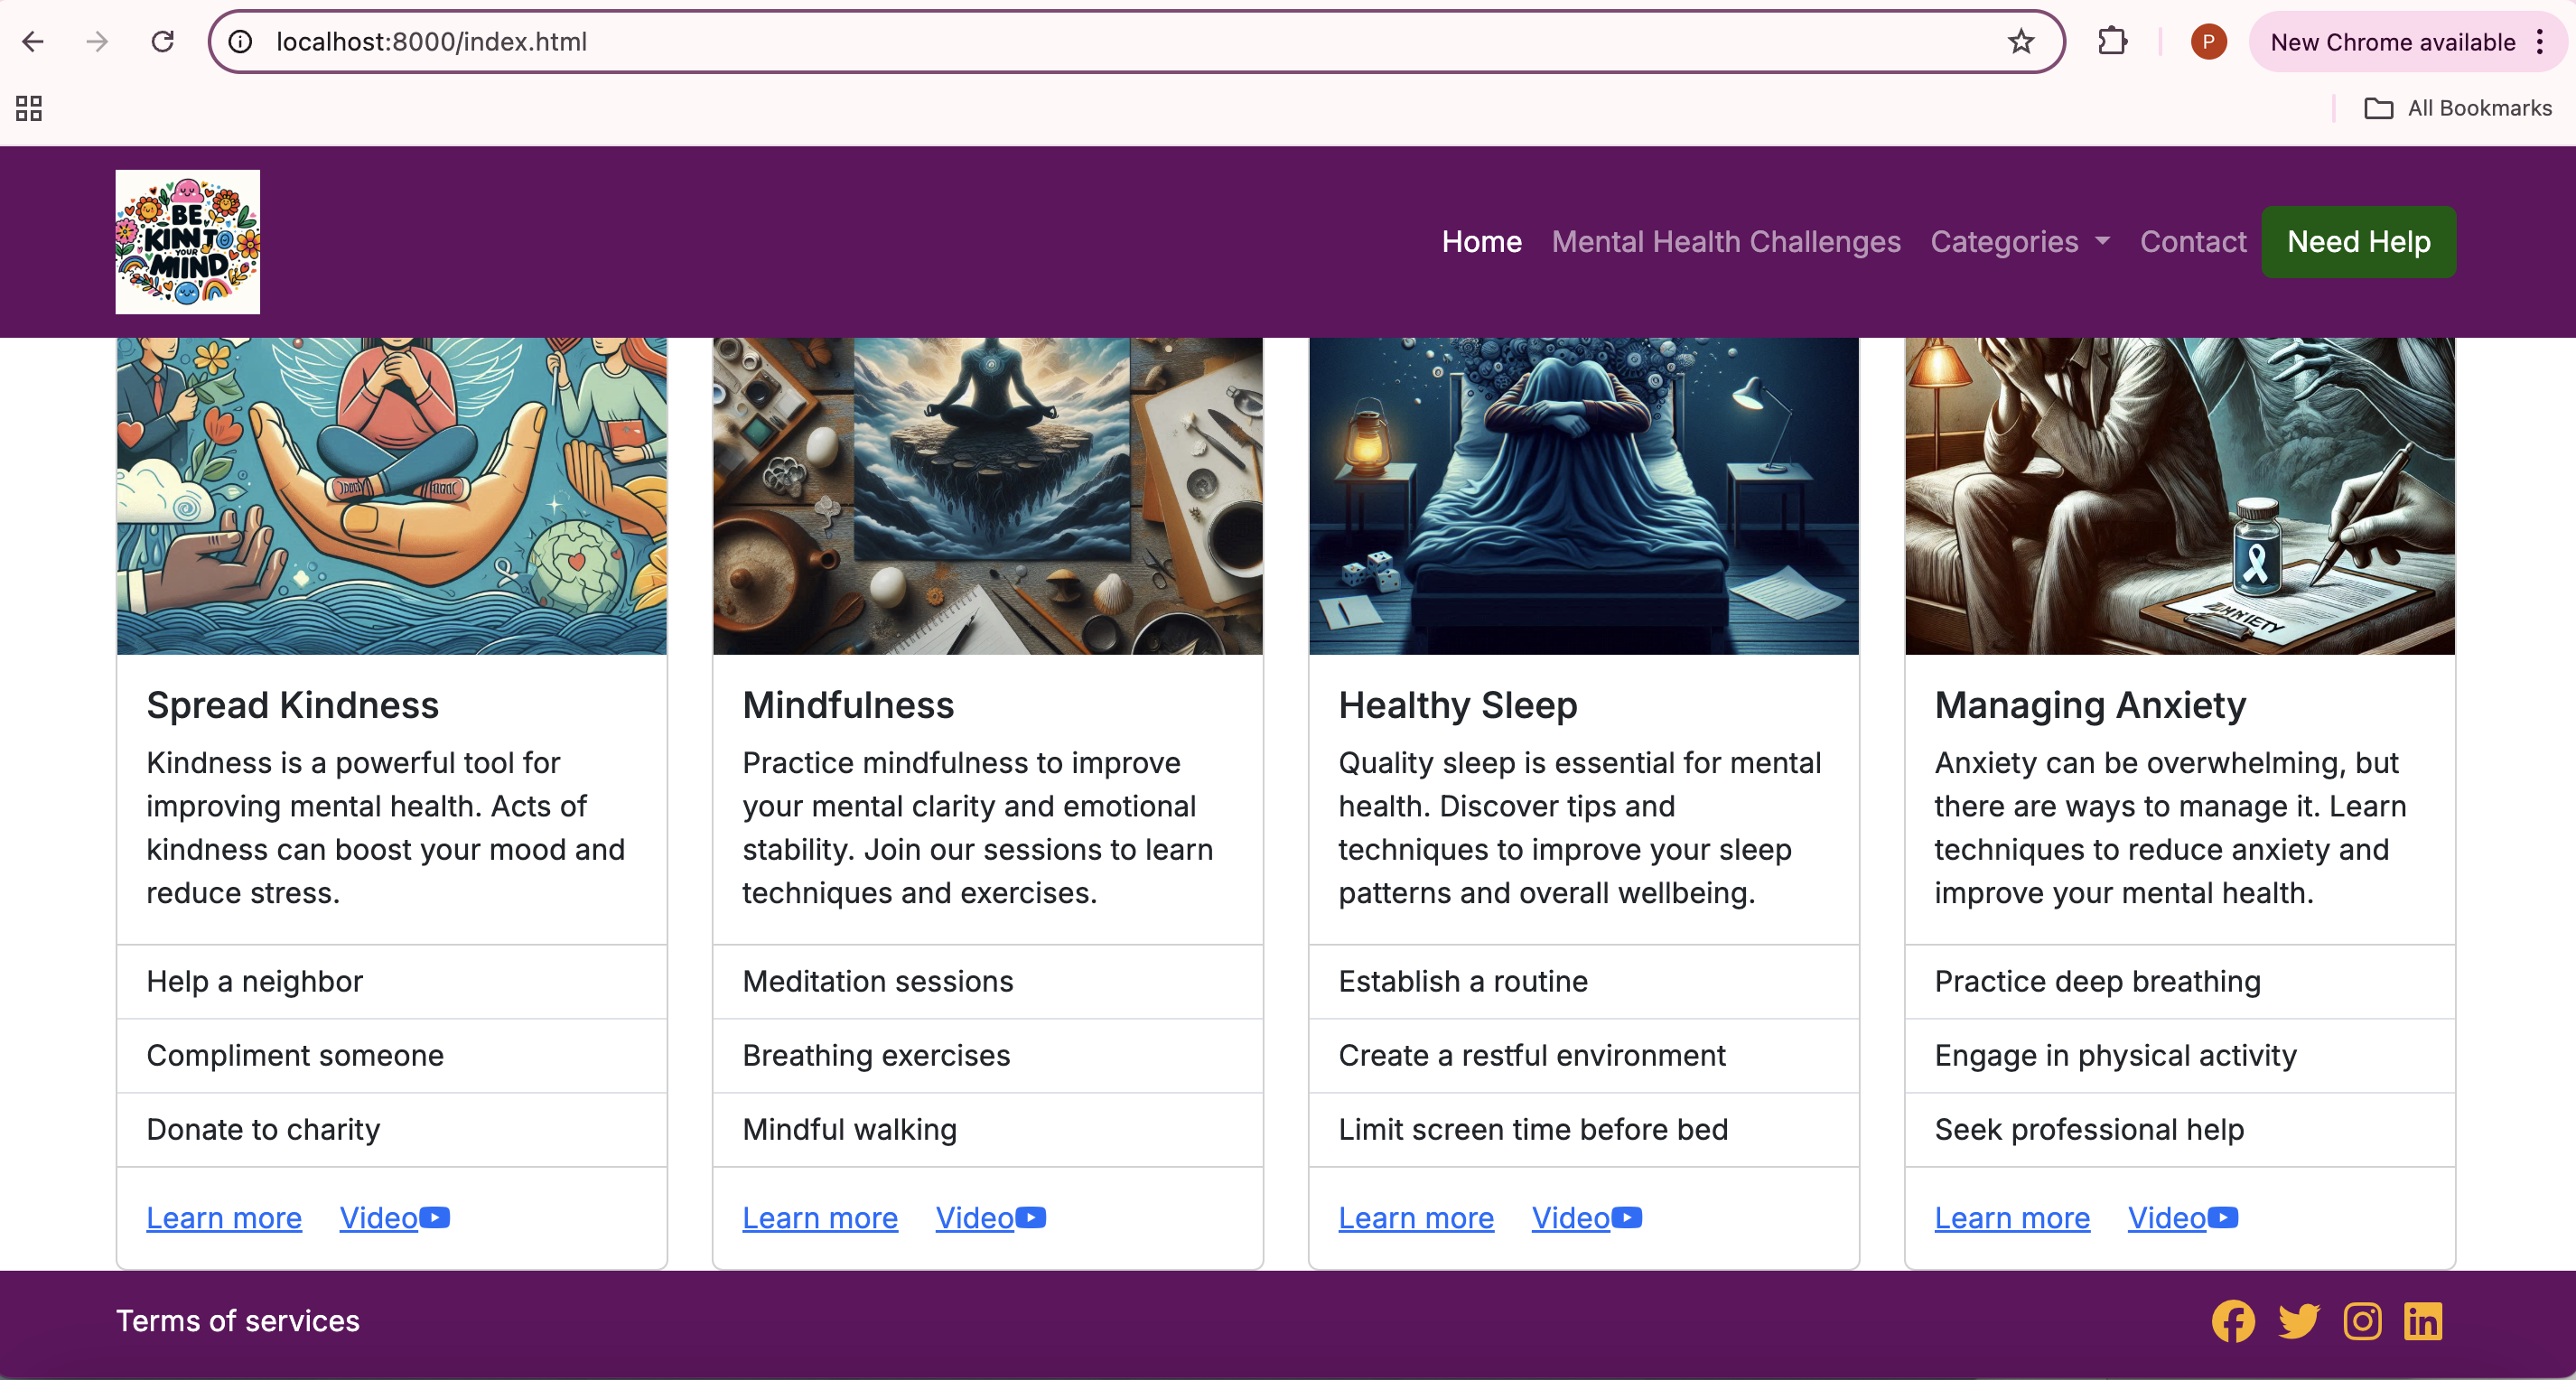 localhost:8000/index.html
P
New Chrome available
All Bookmarks
BE
KINN TO
YOUR
MIIND
Home
Mental Health Challenges
Categories
Contact
Need Help
Spread Kindness
Kindness is a powerful tool for
improving mental health. Acts of
kindness can boost your mood and
reduce stress.
Help a neighbor
Compliment someone
Donate to charity
Learn more
Video
Mindfulness
Practice mindfulness to improve
your mental clarity and emotional
stability. Join our sessions to learn
techniques and exercises.
Meditation sessions
Breathing exercises
Mindful walking
Learn more
Video
Healthy Sleep
Quality sleep is essential for mental
health. Discover tips and
techniques to improve your sleep
patterns and overall wellbeing.
Establish a routine
Create a restful environment
Limit screen time before bed
Learn more
Video
Managing Anxiety
Anxiety can be overwhelming, but
there are ways to manage it. Learn
techniques to reduce anxiety and
improve your mental health.
Practice deep breathing
Engage in physical activity
Seek professional help
Learn more
Video
Terms of services